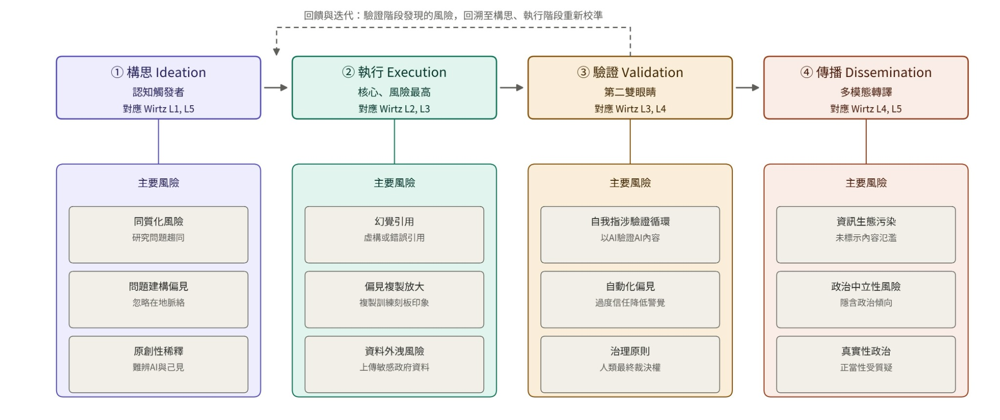 回饋與迭代：驗證階段發現的風險，回溯至構思、執行階段重新校準
① 構思 Ideation
認知觸發者
對應 Wirtz L1, L5
② 執行 Execution
核心、風險最高
對應 Wirtz L2, L3
③ 驗證 Validation
第二雙眼睛
對應 Wirtz L3, L4
④ 傳播 Dissemination
多模態轉譯
對應 Wirtz L4, L5
主要風險
同質化風險
研究問題趨同
問題建構偏見
忽略在地脈絡
原創性稀釋
難辨AI與己見
主要風險
幻覺引用
虛構或錯誤引用
偏見複製放大
複製訓練刻板印象
資料外洩風險
上傳敏感政府資料
主要風險
自我指涉驗證循環
以AI驗證AI內容
自動化偏見
過度信任降低警覺
治理原則
人類最終裁決權
主要風險
資訊生態污染
未標示內容氾濫
政治中立性風險
隱含政治傾向
真實性政治
正當性受質疑